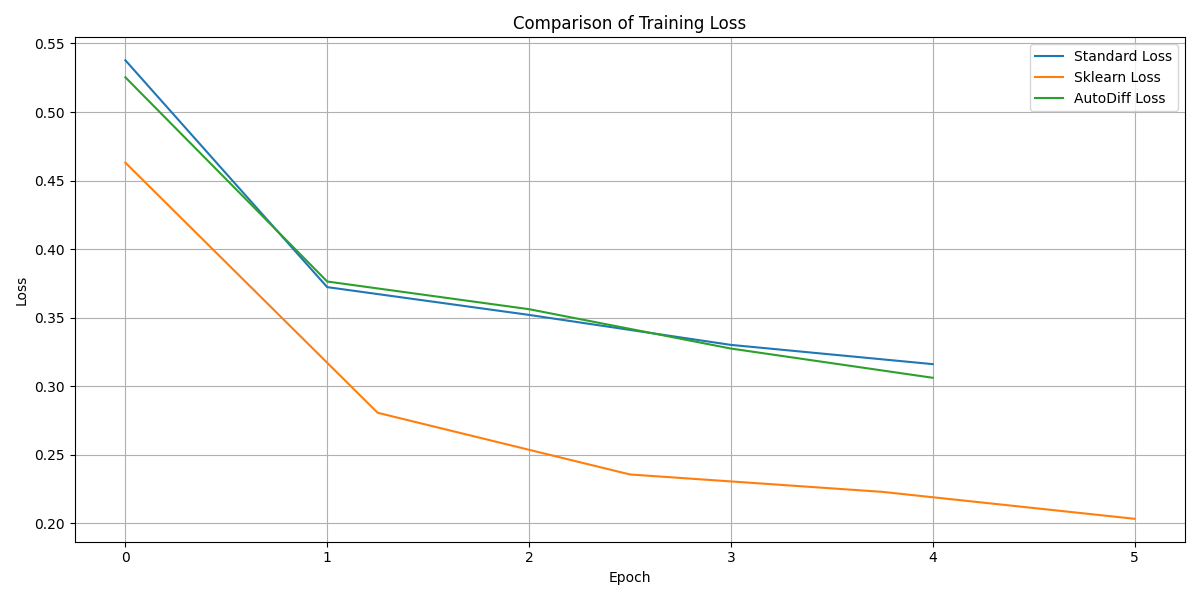 Comparison of Training Loss
Standard Loss
Sklearn Loss
AutoDiff Loss
Loss
0.55
0.50
0.45
0.40
0.35
0.30
0.25
0.20
0 1 2 3 4 5
Epoch